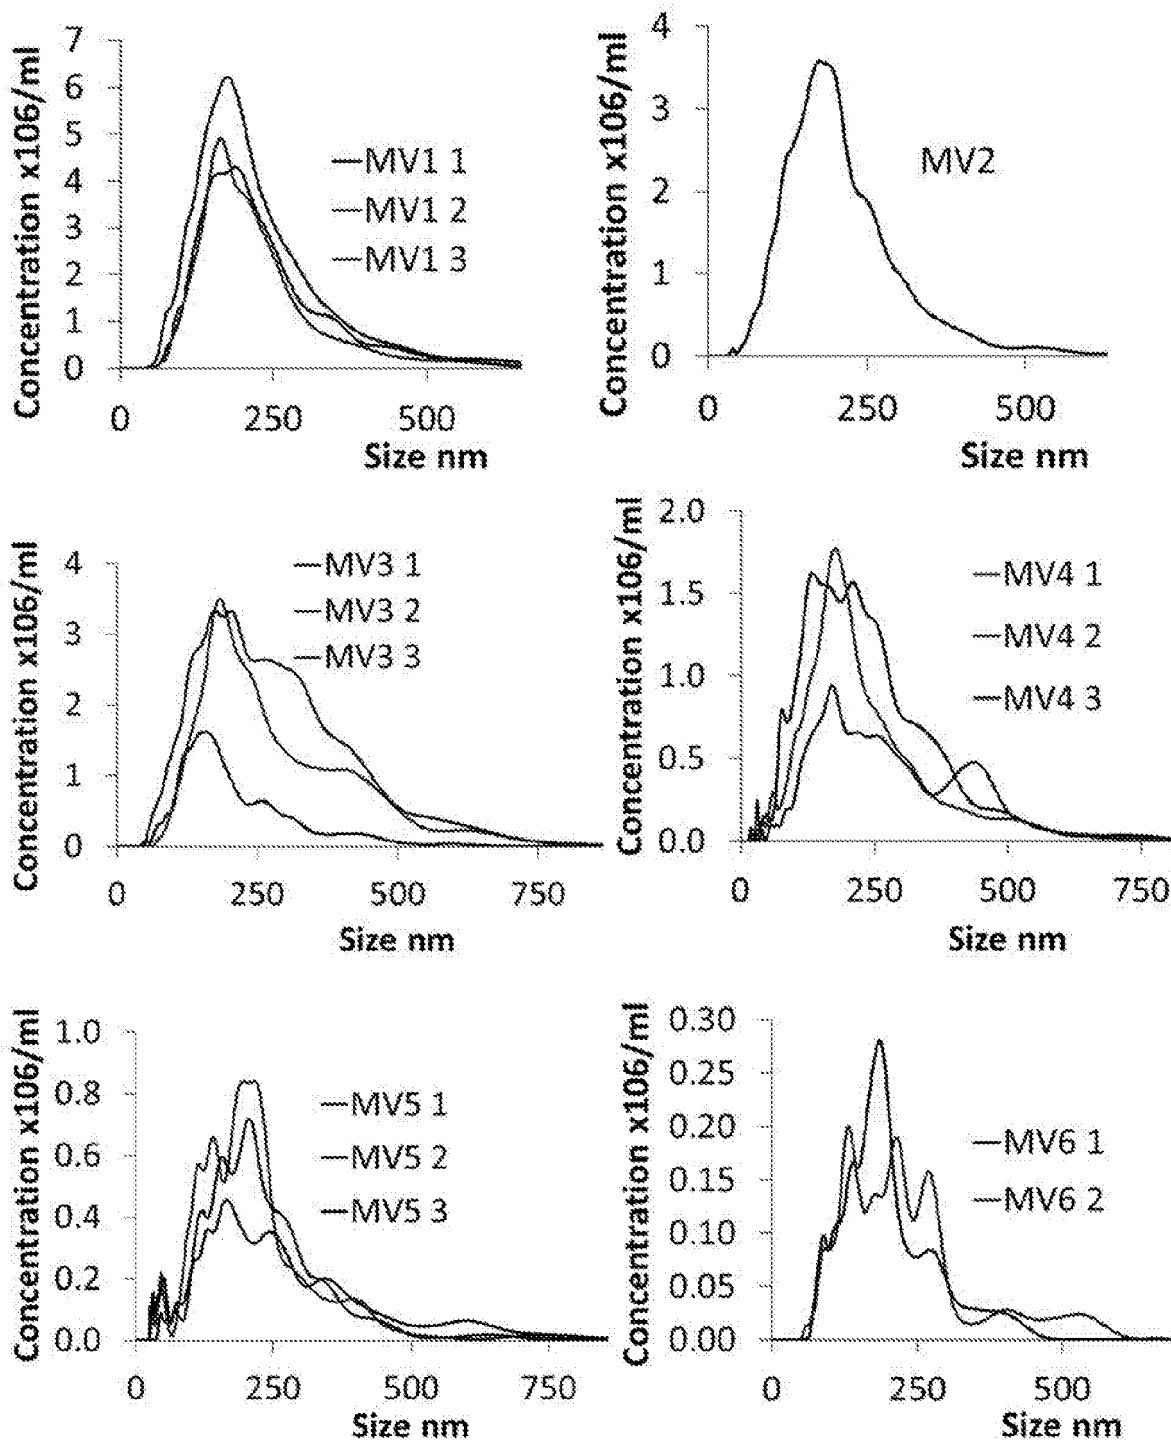 Concentration x106/ml
7
6
5
4
3
2
1
0
0 250 500
Size nm
MV1 1
MV1 2
MV1 3
Concentration x106/ml
4
3
2
1
0
0 250 500
Size nm
MV2
Concentration x106/ml
4
3
2
1
0
0 250 500 750
Size nm
MV3 1
MV3 2
MV3 3
Concentration x106/ml
2.0
1.5
1.0
0.5
0.0
0 250 500 750
Size nm
MV4 1
MV4 2
MV4 3
Concentration x106/ml
1.0
0.8
0.6
0.4
0.2
0.0
0 250 500 750
Size nm
MV5 1
MV5 2
MV5 3
Concentration x106/ml
0.30
0.25
0.20
0.15
0.10
0.05
0.00
0 250 500
Size nm
MV6 1
MV6 2